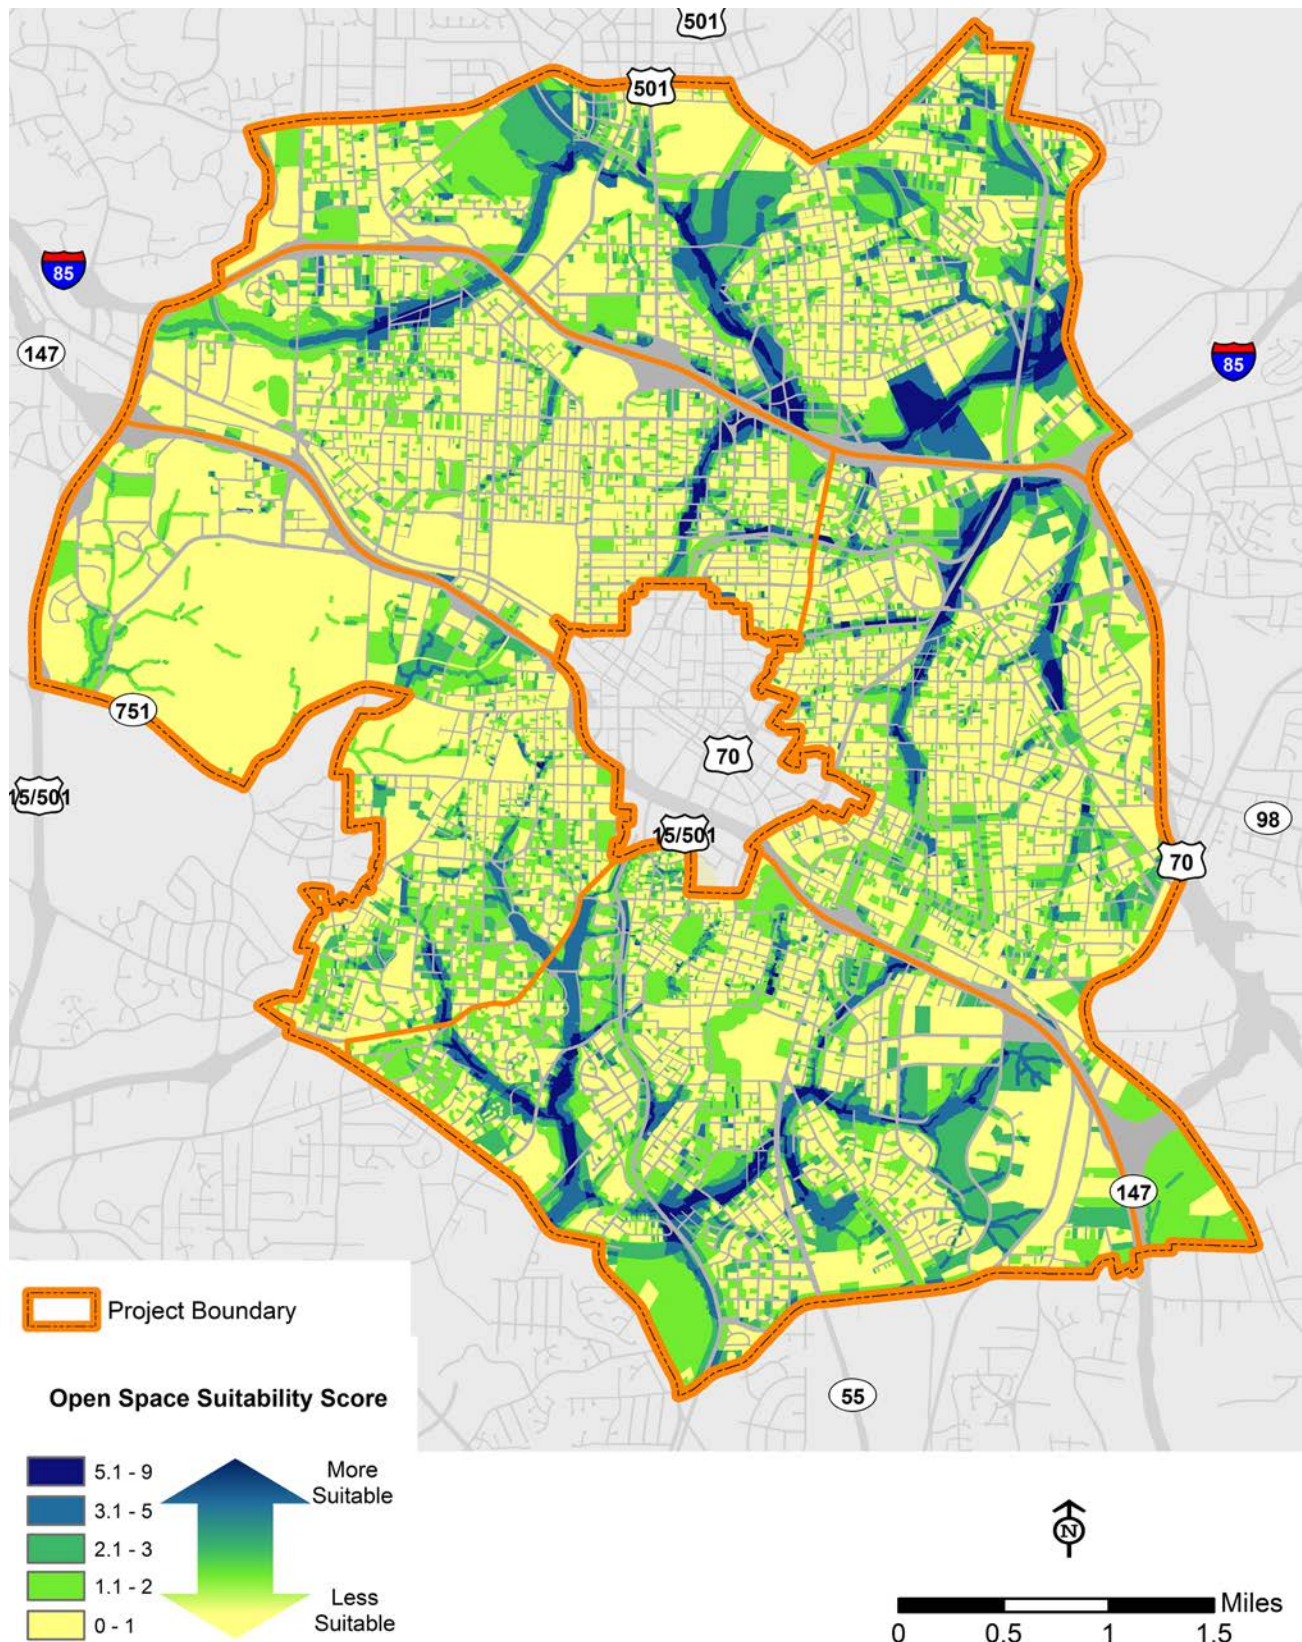 501
501
85
147
85
751
15/501
70
15/501
98
70
147
55
Project Boundary
Open Space Suitability Score
5.1 - 9
3.1 - 5
2.1 - 3
1.1 - 2
0 - 1
More
Suitable
Less
Suitable
N
Miles
0 0.5 1 1.5